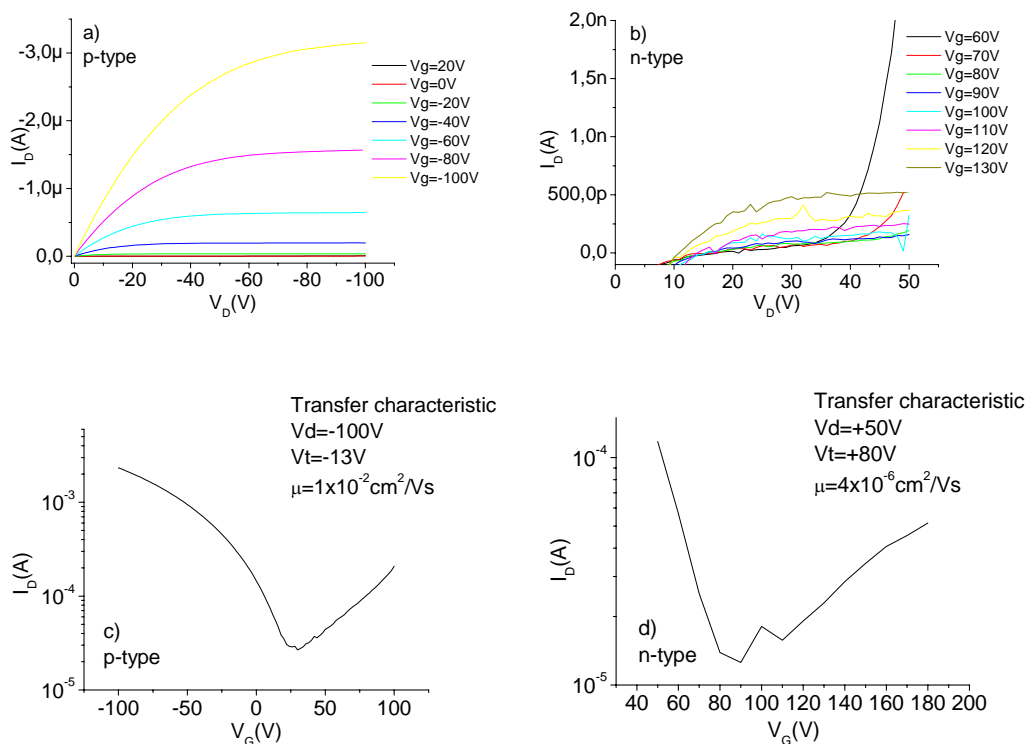 a)
p-type
-3,0µ
-2,0µ
-1,0µ
0,0
I_D(A)
0 -20 -40 -60 -80 -100
V_D(V)
Vg=20V
Vg=0V
Vg=-20V
Vg=-40V
Vg=-60V
Vg=-80V
Vg=-100V
b)
n-type
2,0n
1,5n
1,0n
500,0p
0,0
I_D(A)
0 10 20 30 40 50
V_D(V)
Vg=60V
Vg=70V
Vg=80V
Vg=90V
Vg=100V
Vg=110V
Vg=120V
Vg=130V
Transfer characteristic
Vd=-100V
Vt=-13V
µ=1x10^-2cm^2/Vs
10^-3
10^-4
10^-5
I_D(A)
c)
p-type
-100 -50 0 50 100
V_G(V)
Transfer characteristic
Vd=+50V
Vt=+80V
µ=4x10^-6cm^2/Vs
10^-4
10^-5
I_D(A)
d)
n-type
40 60 80 100 120 140 160 180 200
V_G(V)